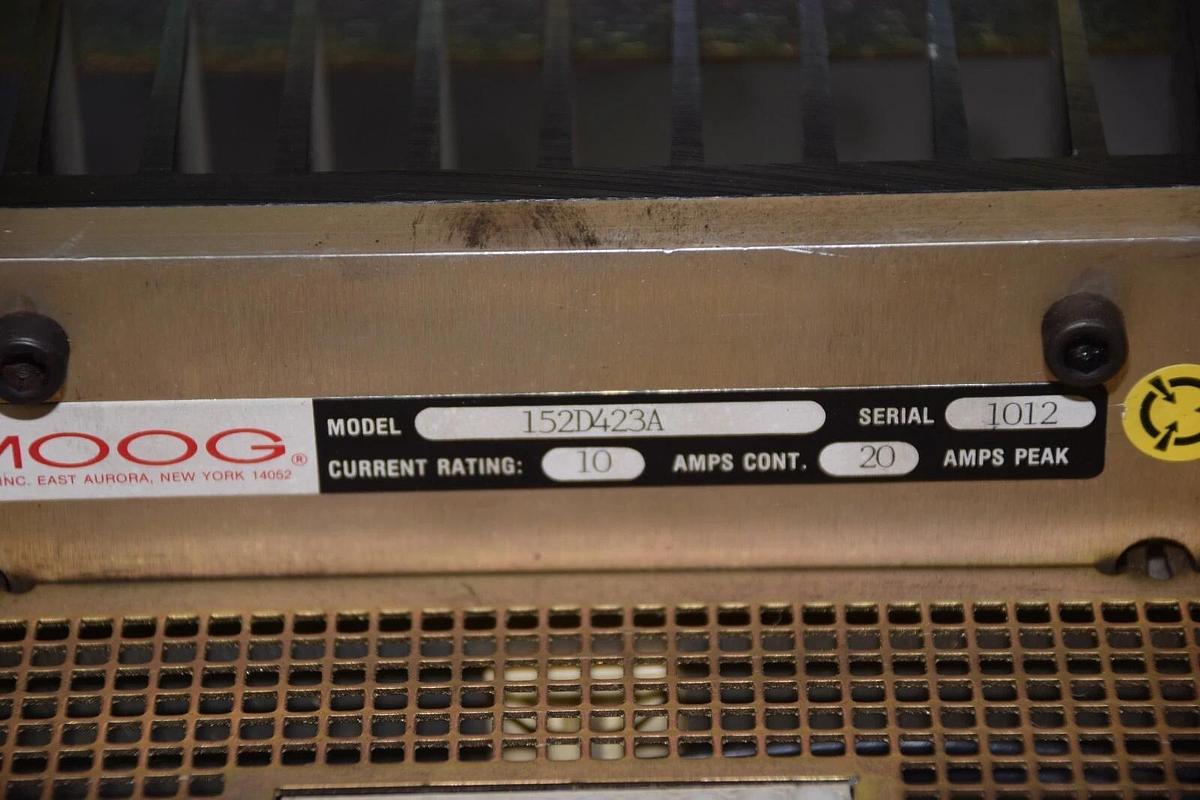 MOOG®
INC. EAST AURORA, NEW YORK 14052
MODEL 152D423A SERIAL 1012
CURRENT RATING: 10 AMPS CONT. 20 AMPS PEAK